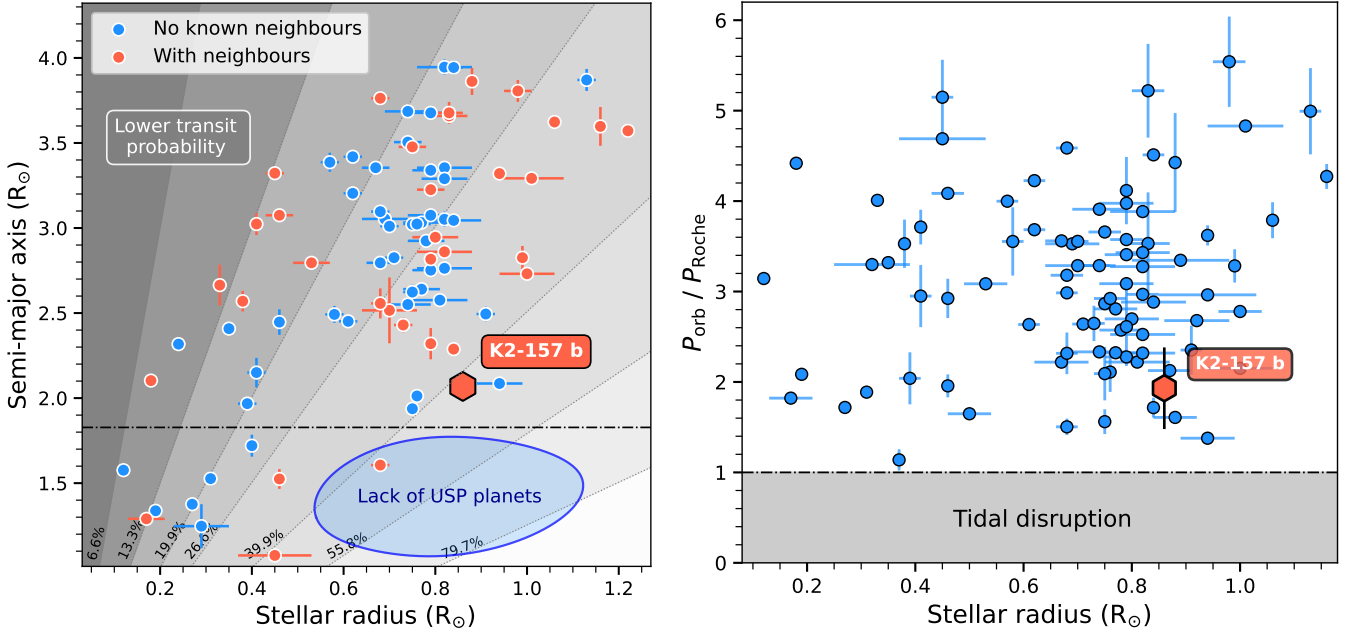 No known neighbours
With neighbours
Lower transit
probability
K2-157 b
Lack of USP planets
6.6%
13.3%
19.9%
26.6%
39.9%
55.8%
79.7%
4.0
3.5
3.0
2.5
2.0
1.5
Semi-major axis (R☉)
0.2 0.4 0.6 0.8 1.0 1.2
Stellar radius (R☉)
6
5
4
3
2
1
0
P_orb / P_Roche
K2-157 b
Tidal disruption
0.2 0.4 0.6 0.8 1.0
Stellar radius (R☉)